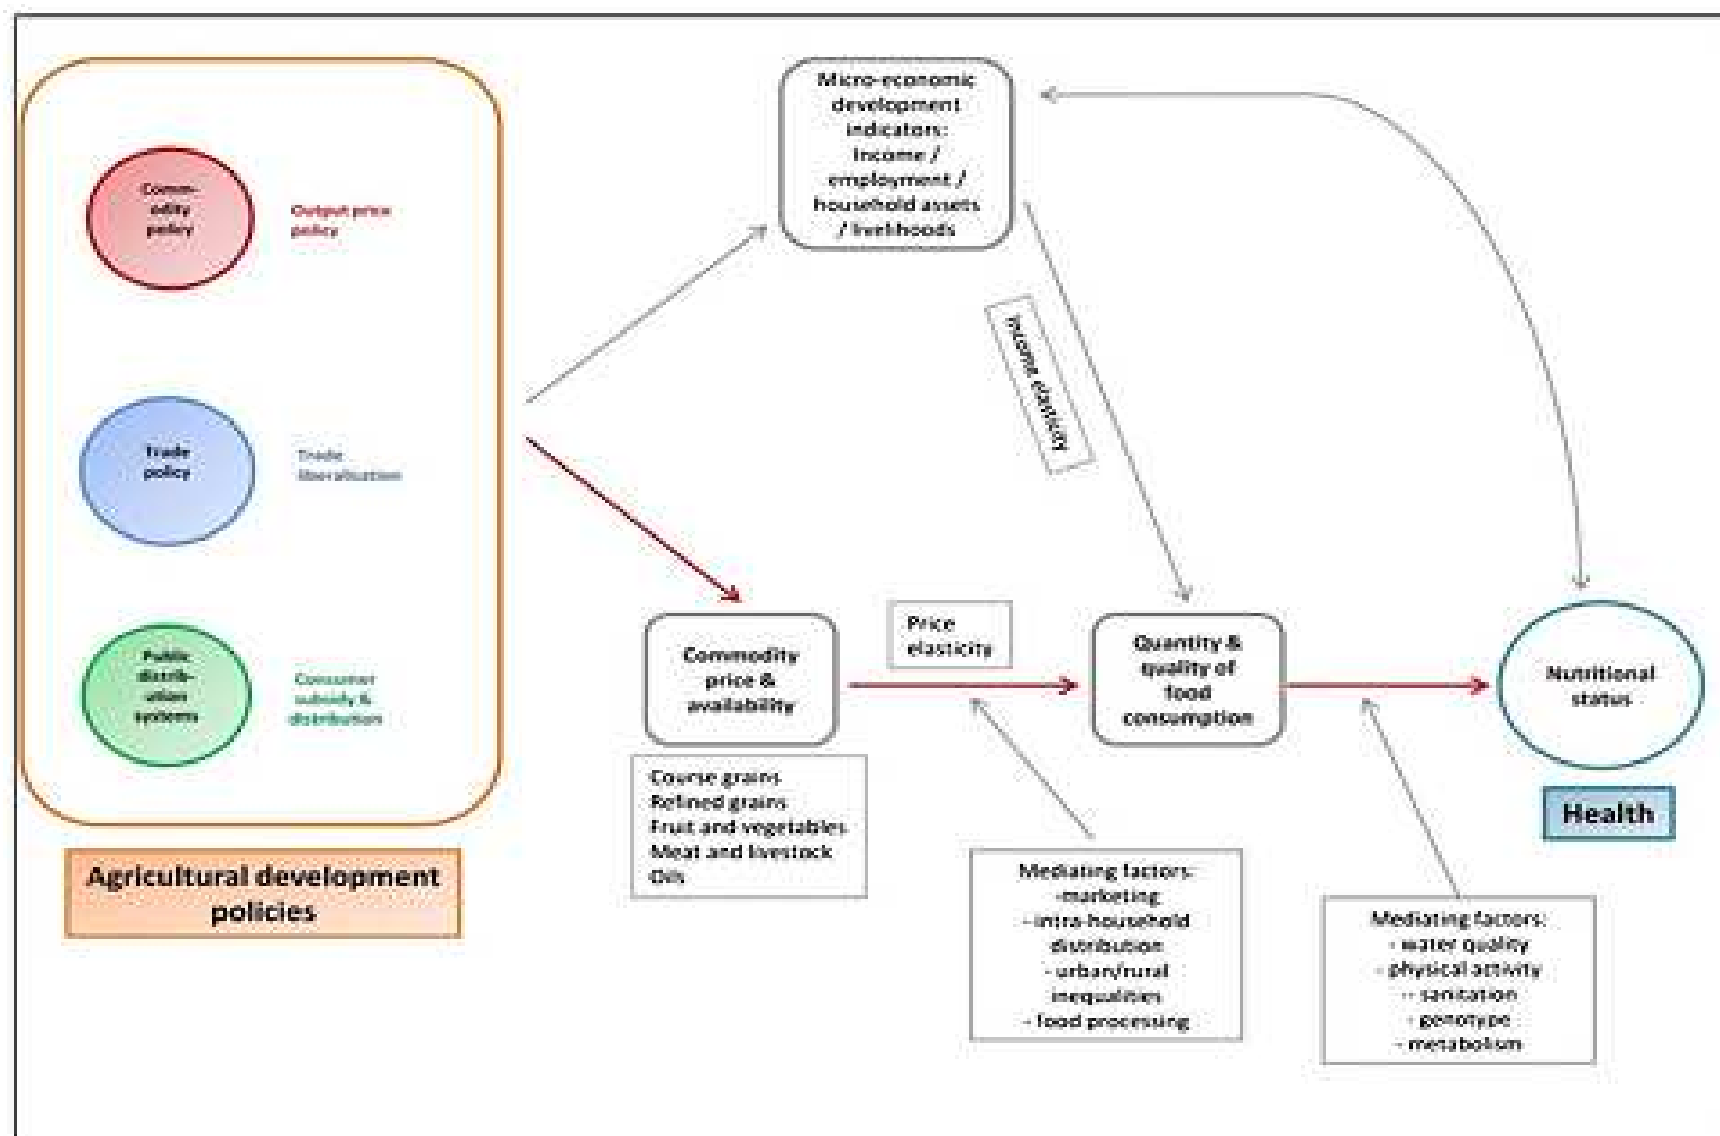 Comm-
odity
policy
Output price
policy
Trade
policy
Trade
liberalisation
Public
distrib-
ution
systems
Consumer
subsidy &
distribution
Agricultural development
policies
Micro-economic
development
indicators:
Income /
employment /
household assets
/ livelihoods
Income elasticity
Commodity
price &
availability
Course grains
Refined grains
Fruit and vegetables
Meat and livestock
Oils
Price
elasticity
Quantity &
quality of
food
consumption
Mediating factors:
-marketing
- intra-household
distribution
- urban/rural
inequalities
- food processing
Nutritional
status
Health
Mediating factors:
- water quality
- physical activity
- sanitation
- genotype
- metabolism